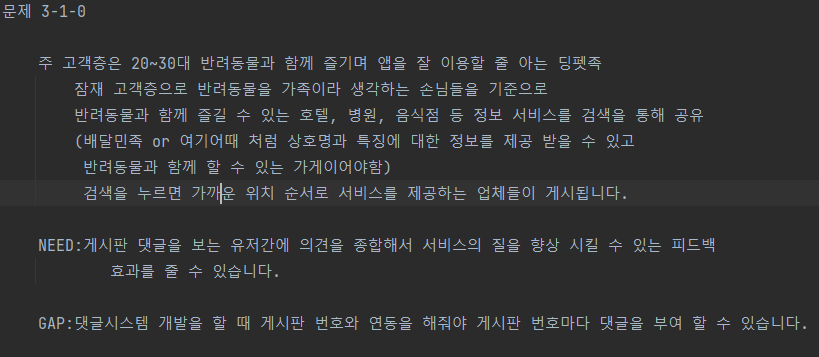 문제 3-1-0
주 고객층은 20~30대 반려동물과 함께 즐기며 앱을 잘 이용할 줄 아는 딩펫족
잠재 고객층으로 반려동물을 가족이라 생각하는 손님들을 기준으로
반려동물과 함께 즐길 수 있는 호텔, 병원, 음식점 등 정보 서비스를 검색을 통해 공유
(배달민족 or 여기어때 처럼 상호명과 특징에 대한 정보를 제공 받을 수 있고
반려동물과 함께 할 수 있는 가게이어야함)
검색을 누르면 가까운 위치 순서로 서비스를 제공하는 업체들이 게시됩니다.
NEED:게시판 댓글을 보는 유저간에 의견을 종합해서 서비스의 질을 향상 시킬 수 있는 피드백
효과를 줄 수 있습니다.
GAP:댓글시스템 개발을 할 때 게시판 번호와 연동을 해줘야 게시판 번호마다 댓글을 부여 할 수 있습니다.